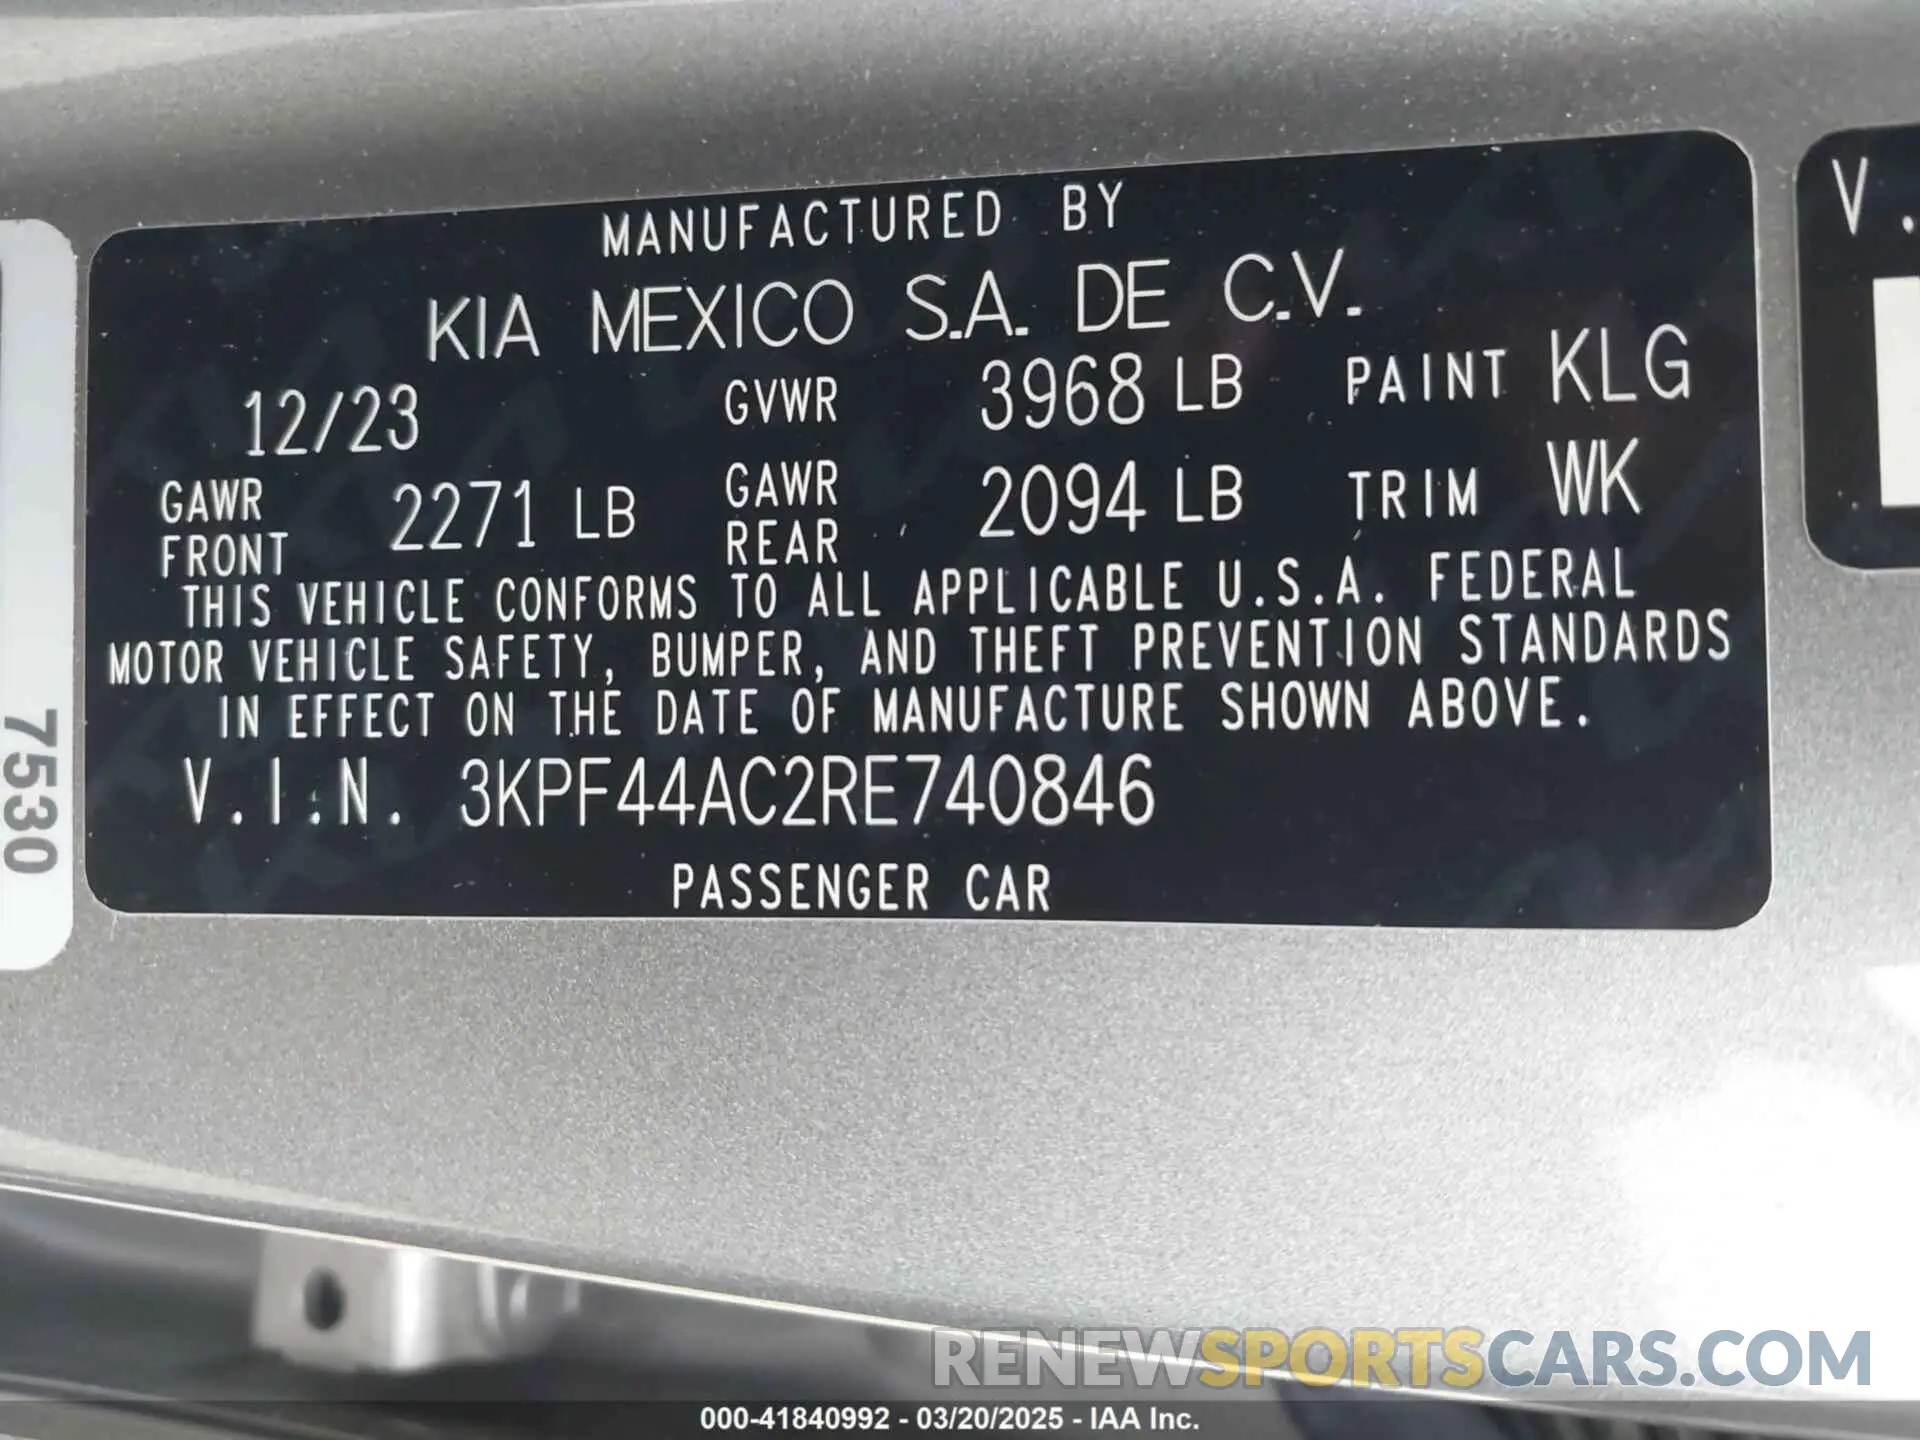 MANUFACTURED BY
KIA MEXICO S.A. DE C.V.
12/23 GVWR 3968 LB PAINT KLG
GAWR FRONT 2271 LB GAWR REAR 2094 LB TRIM WK
THIS VEHICLE CONFORMS TO ALL APPLICABLE U.S.A. FEDERAL
MOTOR VEHICLE SAFETY, BUMPER, AND THEFT PREVENTION STANDARDS
IN EFFECT ON THE DATE OF MANUFACTURE SHOWN ABOVE.
V.I.N. 3KPF44AC2RE740846
PASSENGER CAR
V.
7530
RENEWSPORTSCARS.COM
000-41840992 - 03/20/2025 - IAA Inc.